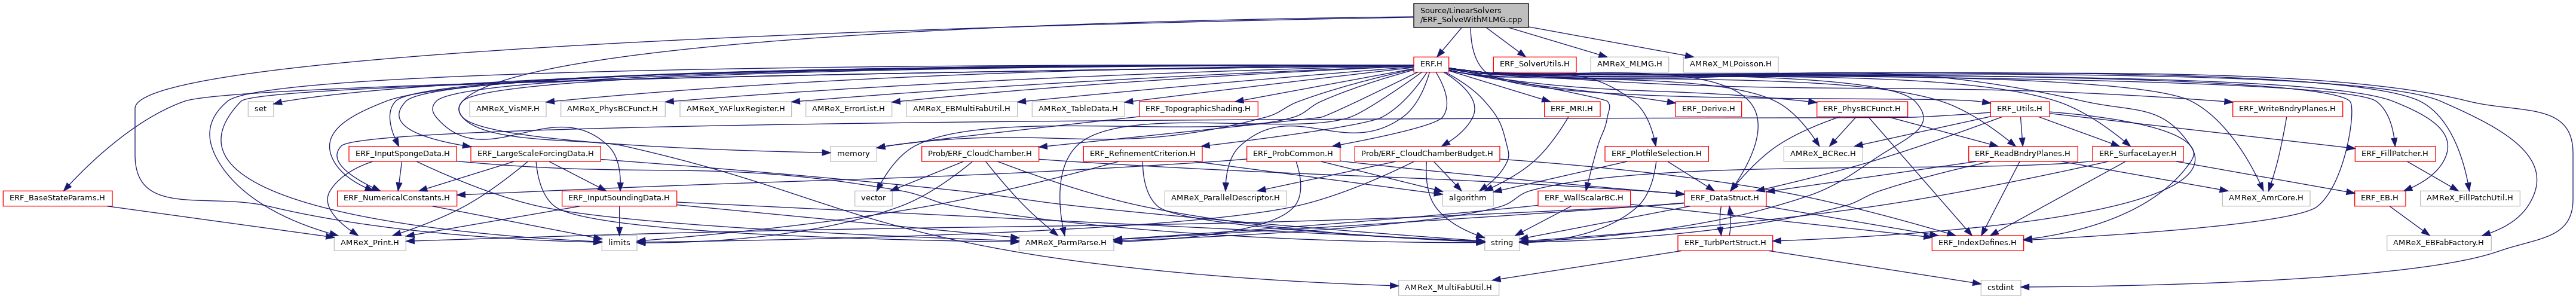 Source/LinearSolvers
/ERF_SolveWithMLMG.cpp
ERF.H
ERF_SolverUtils.H
AMReX_MLMG.H
AMReX_MLPoisson.H
set
AMReX_VisMF.H
AMReX_PhysBCFunct.H
AMReX_YAFluxRegister.H
AMReX_ErrorList.H
AMReX_EBMultiFabUtil.H
AMReX_TableData.H
ERF_TopographicShading.H
ERF_MRI.H
ERF_Derive.H
ERF_PhysBCFunct.H
ERF_Utils.H
ERF_WriteBndryPlanes.H
ERF_InputSpongeData.H
ERF_LargeScaleForcingData.H
memory
Prob/ERF_CloudChamber.H
ERF_RefinementCriterion.H
ERF_ProbCommon.H
Prob/ERF_CloudChamberBudget.H
ERF_PlotfileSelection.H
AMReX_BCRec.H
ERF_ReadBndryPlanes.H
ERF_SurfaceLayer.H
ERF_FillPatcher.H
ERF_BaseStateParams.H
ERF_NumericalConstants.H
ERF_InputSoundingData.H
vector
AMReX_ParallelDescriptor.H
algorithm
ERF_WallScalarBC.H
ERF_DataStruct.H
AMReX_AmrCore.H
ERF_EB.H
AMReX_FillPatchUtil.H
AMReX_Print.H
limits
AMReX_ParmParse.H
string
ERF_TurbPertStruct.H
ERF_IndexDefines.H
AMReX_EBFabFactory.H
AMReX_MultiFabUtil.H
cstdint